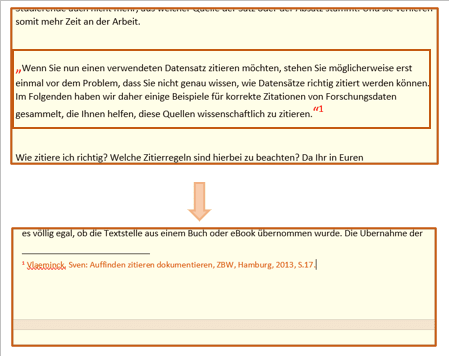 studierende auch nicht mehr, aus welcher Quelle der Satz oder der Absatz stammt. Und sie verlieren
somit mehr Zeit an der Arbeit.
„Wenn Sie nun einen verwendeten Datensatz zitieren möchten, stehen Sie möglicherweise erst
einmal vor dem Problem, dass Sie nicht genau wissen, wie Datensätze richtig zitiert werden können.
Im Folgenden haben wir daher einige Beispiele für korrekte Zitationen von Forschungsdaten
gesammelt, die Ihnen helfen, diese Quellen wissenschaftlich zu zitieren.“1
Wie zitiere ich richtig? Welche Zitierregeln sind hierbei zu beachten? Da Ihr in Euren
es völlig egal, ob die Textstelle aus einem Buch oder eBook übernommen wurde. Die Übernahme der
¹ Vlaeminck, Sven: Auffinden zitieren dokumentieren, ZBW, Hamburg, 2013, S.17.